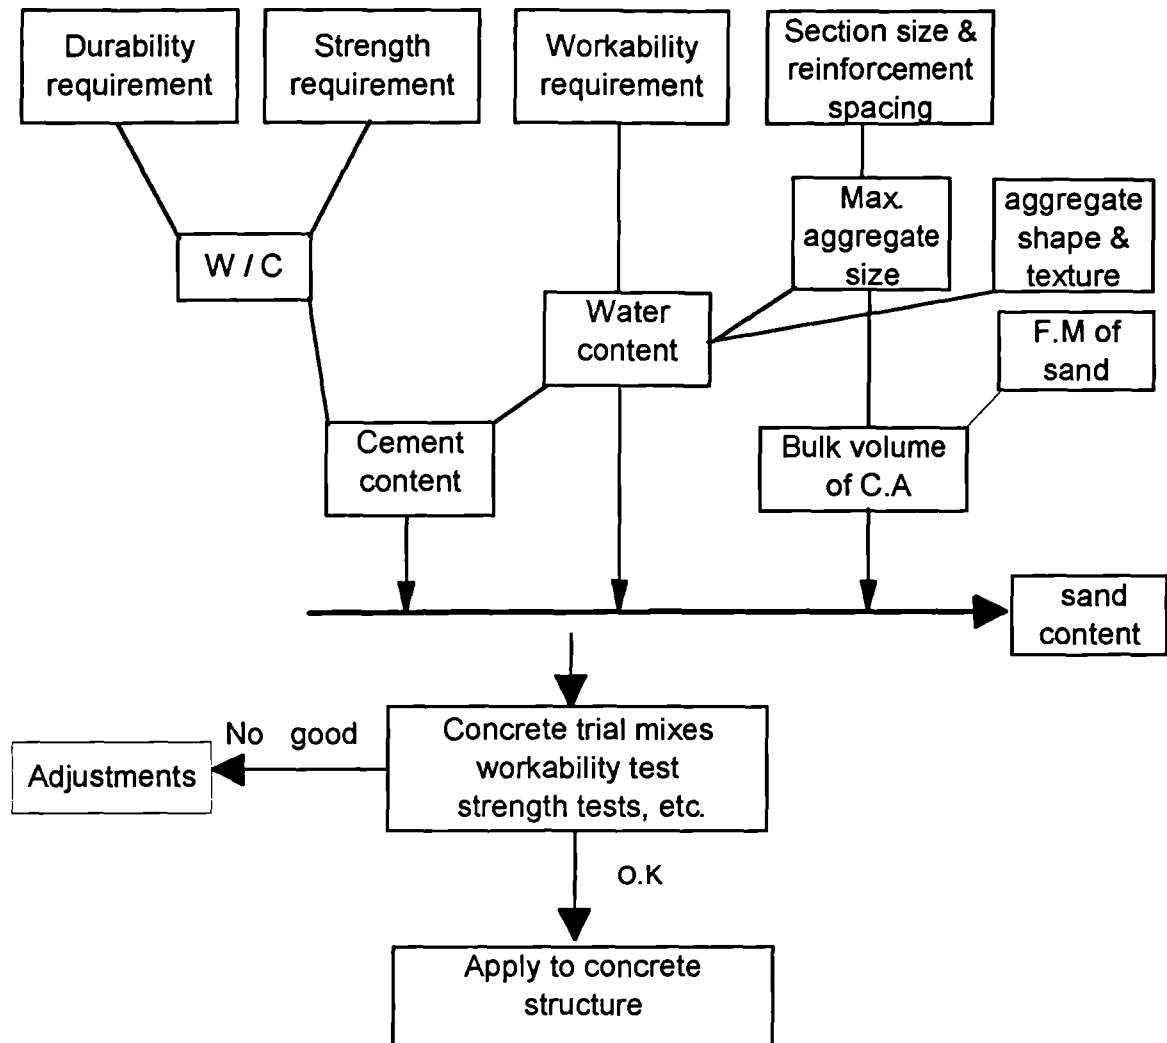 Durability
requirement
Strength
requirement
Workability
requirement
Section size &
reinforcement
spacing
Max.
aggregate
size
aggregate
shape &
texture
W / C
Water
content
F.M of
sand
Cement
content
Bulk volume
of C.A
sand
content
No good
Adjustments
Concrete trial mixes
workability test
strength tests, etc.
O.K
Apply to concrete
structure